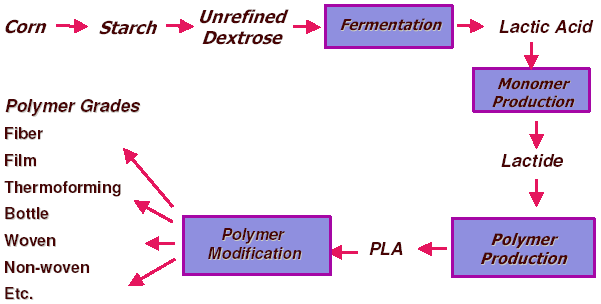 Corn
Starch
Unrefined
Dextrose
Fermentation
Lactic Acid
Monomer
Production
Lactide
Polymer
Production
PLA
Polymer
Modification
Polymer Grades
Fiber
Film
Thermoforming
Bottle
Woven
Non-woven
Etc.